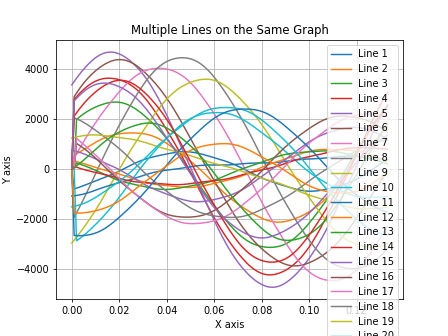 Multiple Lines on the Same Graph
Y axis
4000
2000
0
−2000
−4000
0.00
0.02
0.04
0.06
0.08
0.10
X axis
Line 1
Line 2
Line 3
Line 4
Line 5
Line 6
Line 7
Line 8
Line 9
Line 10
Line 11
Line 12
Line 13
Line 14
Line 15
Line 16
Line 17
Line 18
Line 19
Line 20